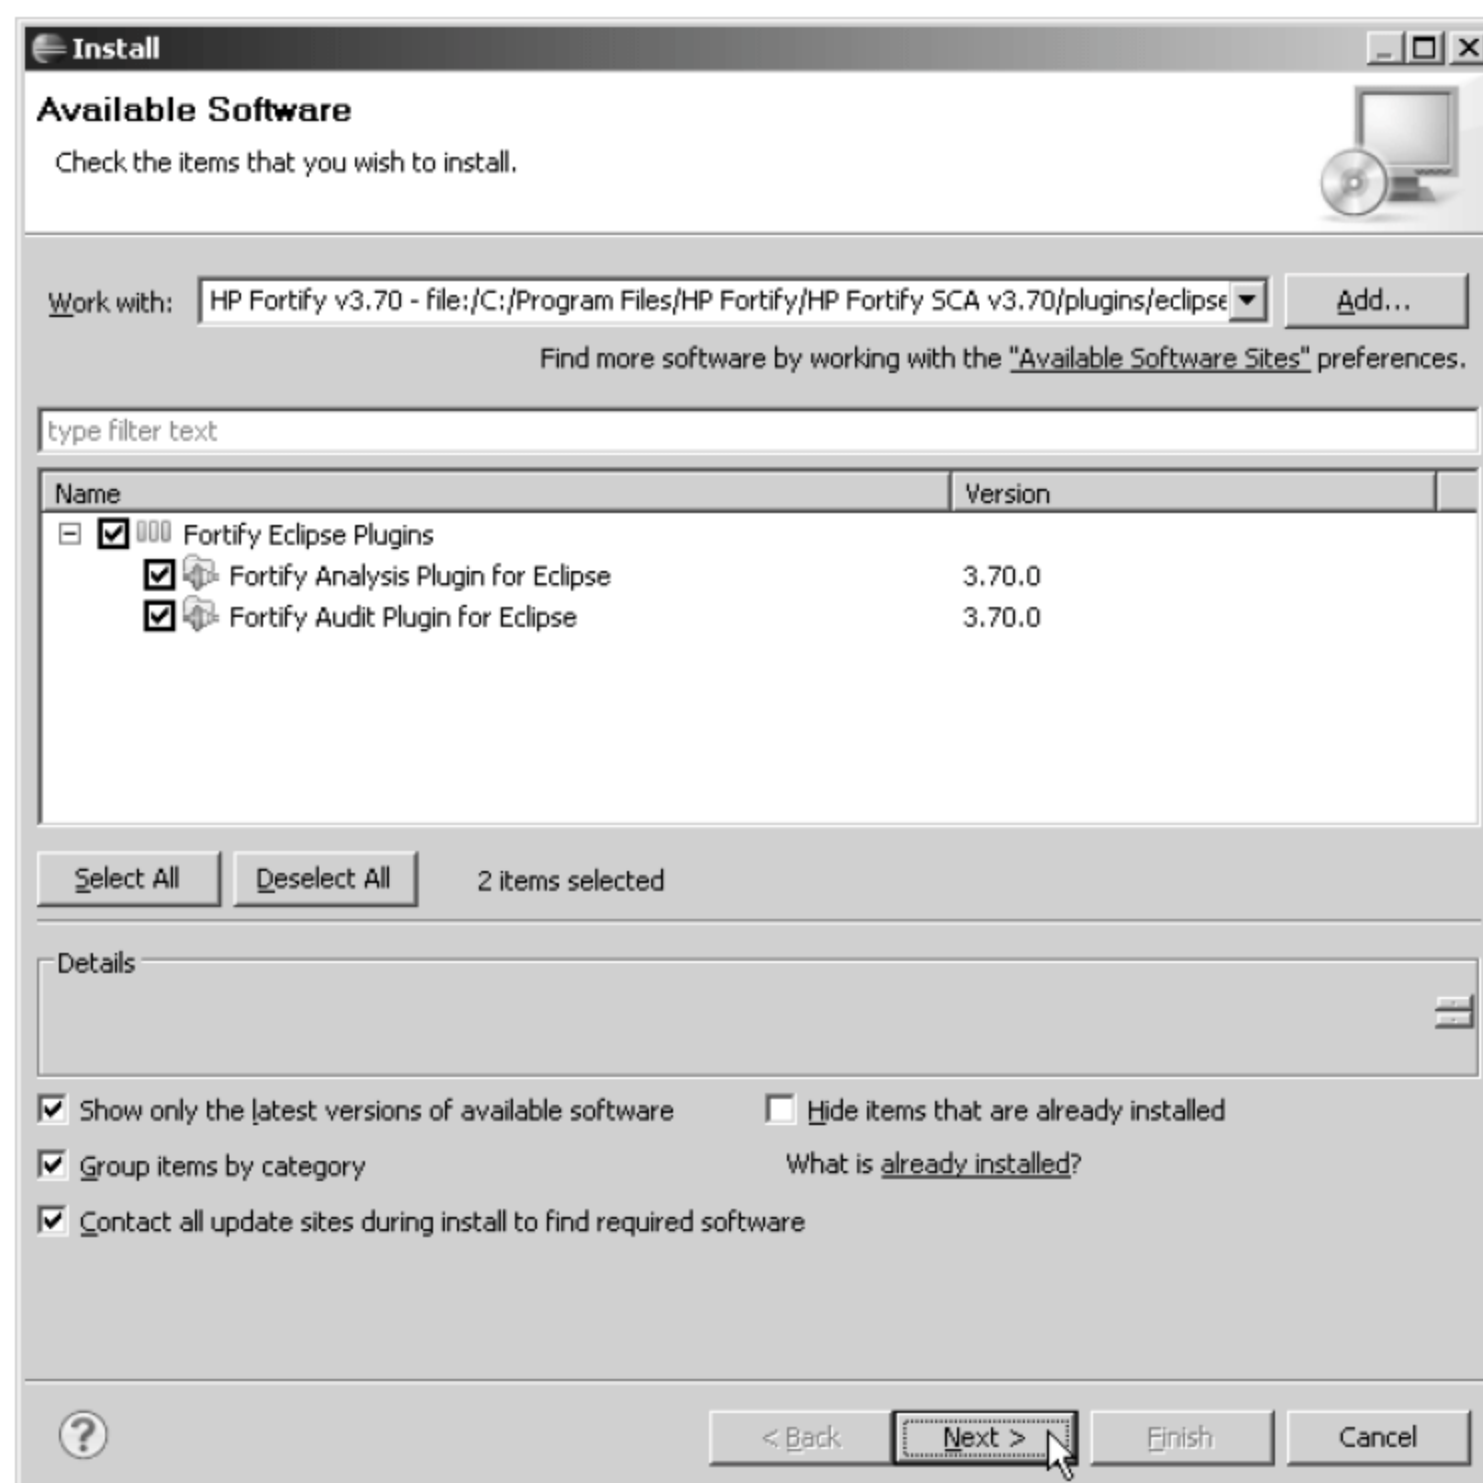 Install
Available Software
Check the items that you wish to install.
Work with: HP Fortify v3.70 - file:/C:/Program Files/HP Fortify/HP Fortify SCA v3.70/plugins/eclipse Add...
Find more software by working with the "Available Software Sites" preferences.
type filter text
Name Version
Fortify Eclipse Plugins
Fortify Analysis Plugin for Eclipse 3.70.0
Fortify Audit Plugin for Eclipse 3.70.0
Select All Deselect All 2 items selected
Details
Show only the latest versions of available software Hide items that are already installed
Group items by category What is already installed?
Contact all update sites during install to find required software
? < Back Next > Finish Cancel